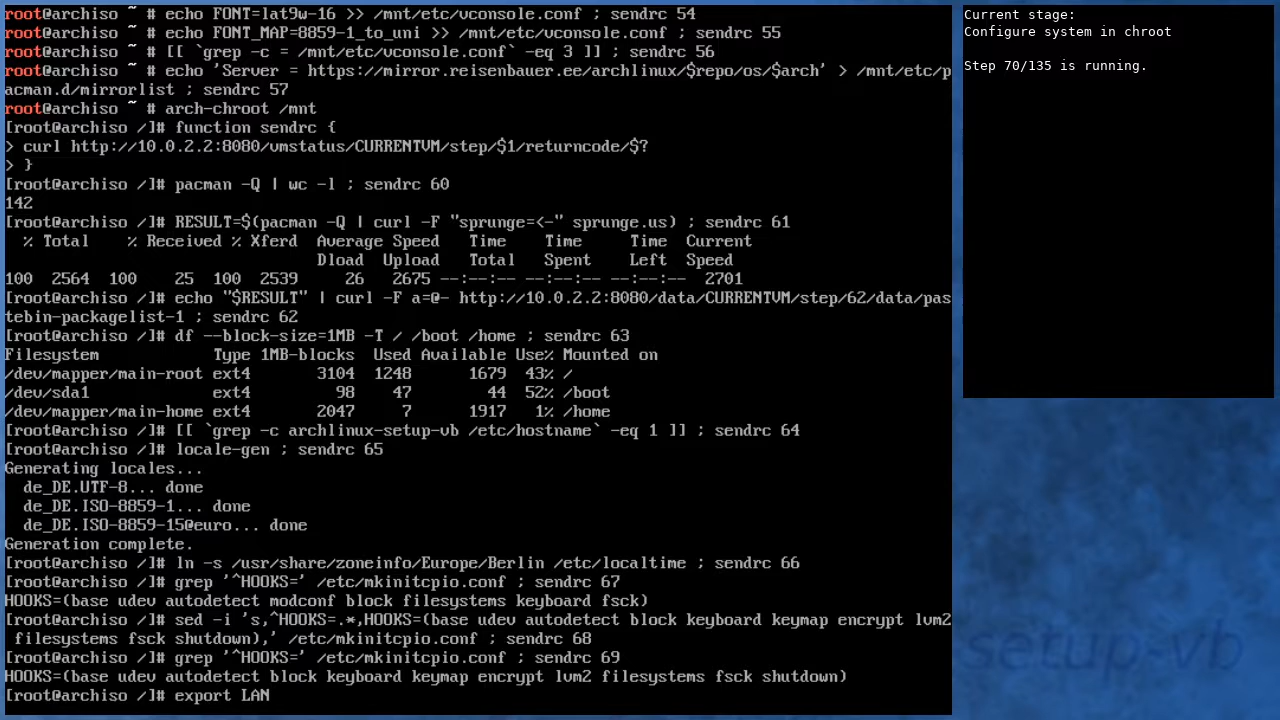 root@archiso ~ # echo FONT=lat9w-16 >> /mnt/etc/vconsole.conf ; sendrc 54
root@archiso ~ # echo FONT_MAP=8859-1_to_uni >> /mnt/etc/vconsole.conf ; sendrc 55
root@archiso ~ # [[ `grep -c = /mnt/etc/vconsole.conf` -eq 3 ]] ; sendrc 56
root@archiso ~ # echo 'Server = https://mirror.reisenbauer.ee/archlinux/$repo/os/$arch' > /mnt/etc/p
acman.d/mirrorlist ; sendrc 57
root@archiso ~ # arch-chroot /mnt
[root@archiso /]# function sendrc {
> curl http://10.0.2.2:8080/vmstatus/CURRENTVM/step/$1/returncode/$?
> }
[root@archiso /]# pacman -Q | wc -l ; sendrc 60
142
[root@archiso /]# RESULT=$(pacman -Q | curl -F "sprunge=<-" sprunge.us) ; sendrc 61
  % Total    % Received % Xferd  Average Speed   Time    Time     Time  Current
                                 Dload  Upload   Total   Spent    Left  Speed
100  2564  100    25  100  2539     26   2675 --:--:-- --:--:-- --:--:--  2701
[root@archiso /]# echo "$RESULT" | curl -F a=@- http://10.0.2.2:8080/data/CURRENTVM/step/62/data/pas
tebin-packagelist-1 ; sendrc 62
[root@archiso /]# df --block-size=1MB -T / /boot /home ; sendrc 63
Filesystem            Type 1MB-blocks  Used Available Use% Mounted on
/dev/mapper/main-root ext4       3104  1248      1679  43% /
/dev/sda1             ext4         98    47        44  52% /boot
/dev/mapper/main-home ext4       2047     7      1917   1% /home
[root@archiso /]# [[ `grep -c archlinux-setup-vb /etc/hostname` -eq 1 ]] ; sendrc 64
[root@archiso /]# locale-gen ; sendrc 65
Generating locales...
  de_DE.UTF-8... done
  de_DE.ISO-8859-1... done
  de_DE.ISO-8859-15@euro... done
Generation complete.
[root@archiso /]# ln -s /usr/share/zoneinfo/Europe/Berlin /etc/localtime ; sendrc 66
[root@archiso /]# grep '^HOOKS=' /etc/mkinitcpio.conf ; sendrc 67
HOOKS=(base udev autodetect modconf block filesystems keyboard fsck)
[root@archiso /]# sed -i 's,^HOOKS=.*,HOOKS=(base udev autodetect block keyboard keymap encrypt lvm2
 filesystems fsck shutdown),' /etc/mkinitcpio.conf ; sendrc 68
[root@archiso /]# grep '^HOOKS=' /etc/mkinitcpio.conf ; sendrc 69
HOOKS=(base udev autodetect block keyboard keymap encrypt lvm2 filesystems fsck shutdown)
[root@archiso /]# export LAN
Current stage:
Configure system in chroot
Step 70/135 is running.
setup-vb